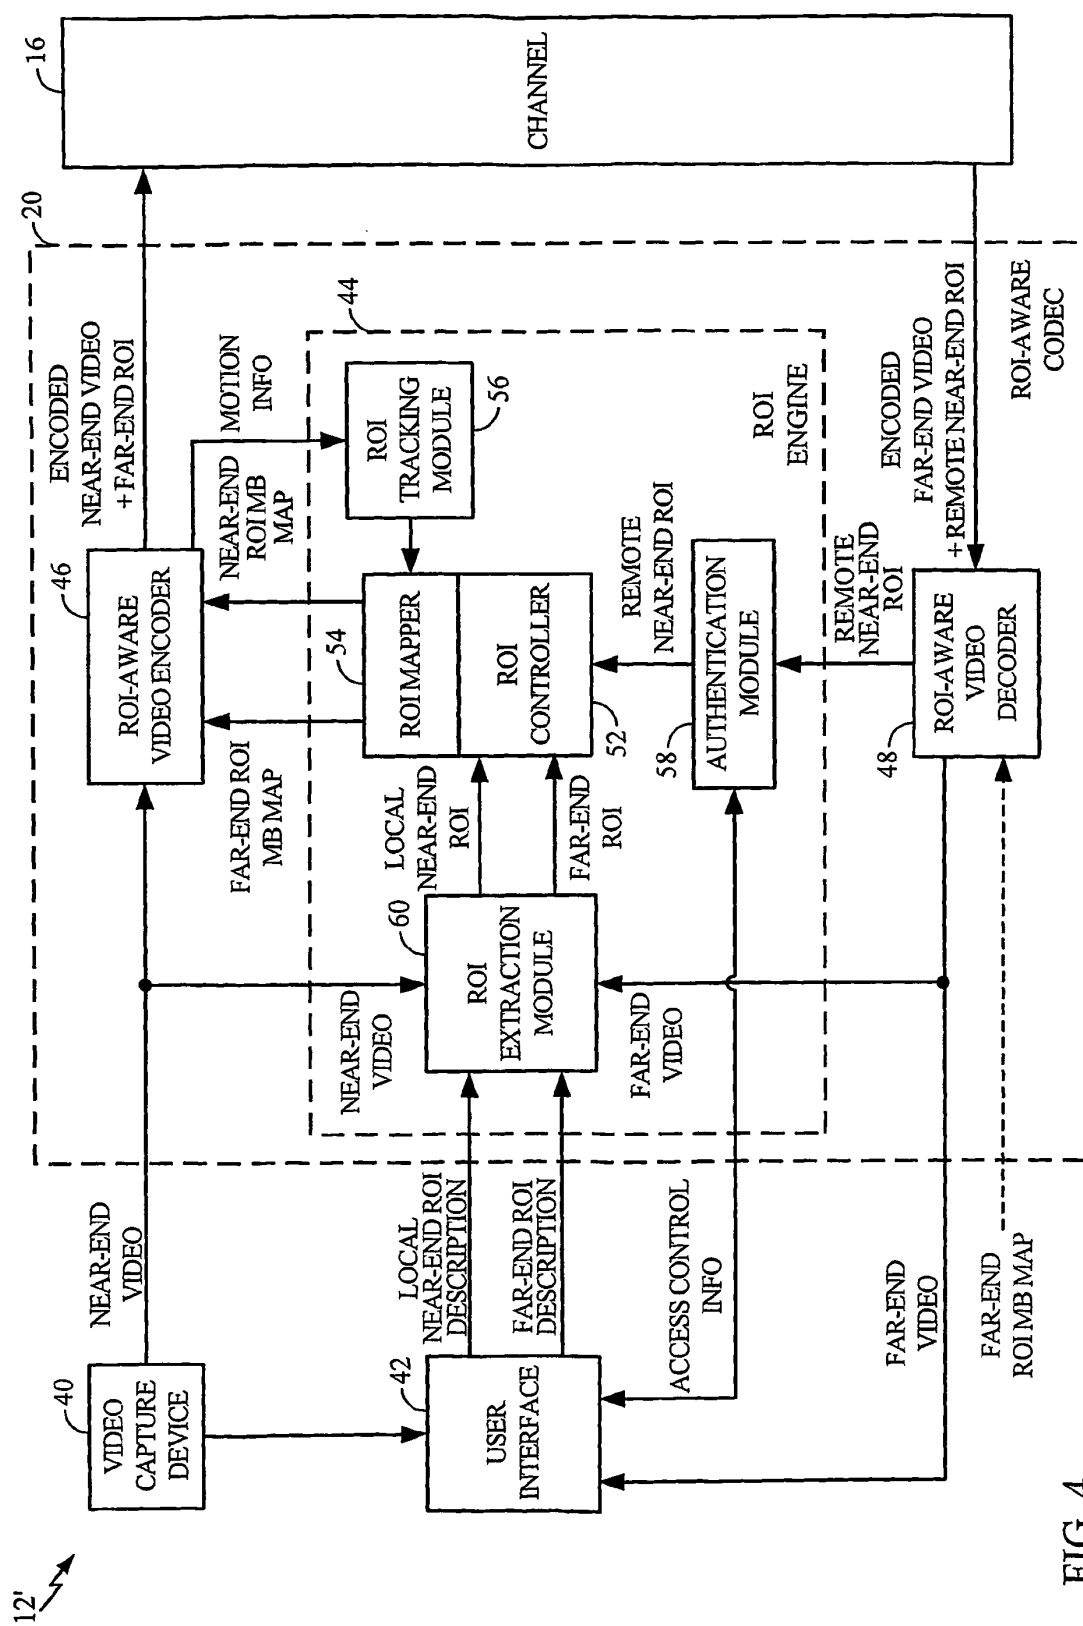 12'
40
VIDEO
CAPTURE
DEVICE
NEAR-END
VIDEO
46
ROI-AWARE
VIDEO ENCODER
ENCODED
NEAR-END VIDEO
+ FAR-END ROI
20
16
CHANNEL
MOTION
INFO
FAR-END ROI
MB MAP
NEAR-END
ROI MB
MAP
44
NEAR-END
VIDEO
ROI
TRACKING
MODULE
56
54
ROI MAPPER
ROI
CONTROLLER
52
42
USER
INTERFACE
LOCAL
NEAR-END ROI
DESCRIPTION
FAR-END ROI
DESCRIPTION
60
ROI
EXTRACTION
MODULE
LOCAL
NEAR-END
ROI
FAR-END
ROI
REMOTE
NEAR-END ROI
ROI
ENGINE
FAR-END
VIDEO
58
AUTHENTICATION
MODULE
ACCESS CONTROL
INFO
REMOTE
NEAR-END
ROI
ENCODED
FAR-END VIDEO
+ REMOTE NEAR-END ROI
FAR-END
VIDEO
48
ROI-AWARE
VIDEO
DECODER
ROI-AWARE
CODEC
FAR-END
ROI MB MAP
FIG. 4